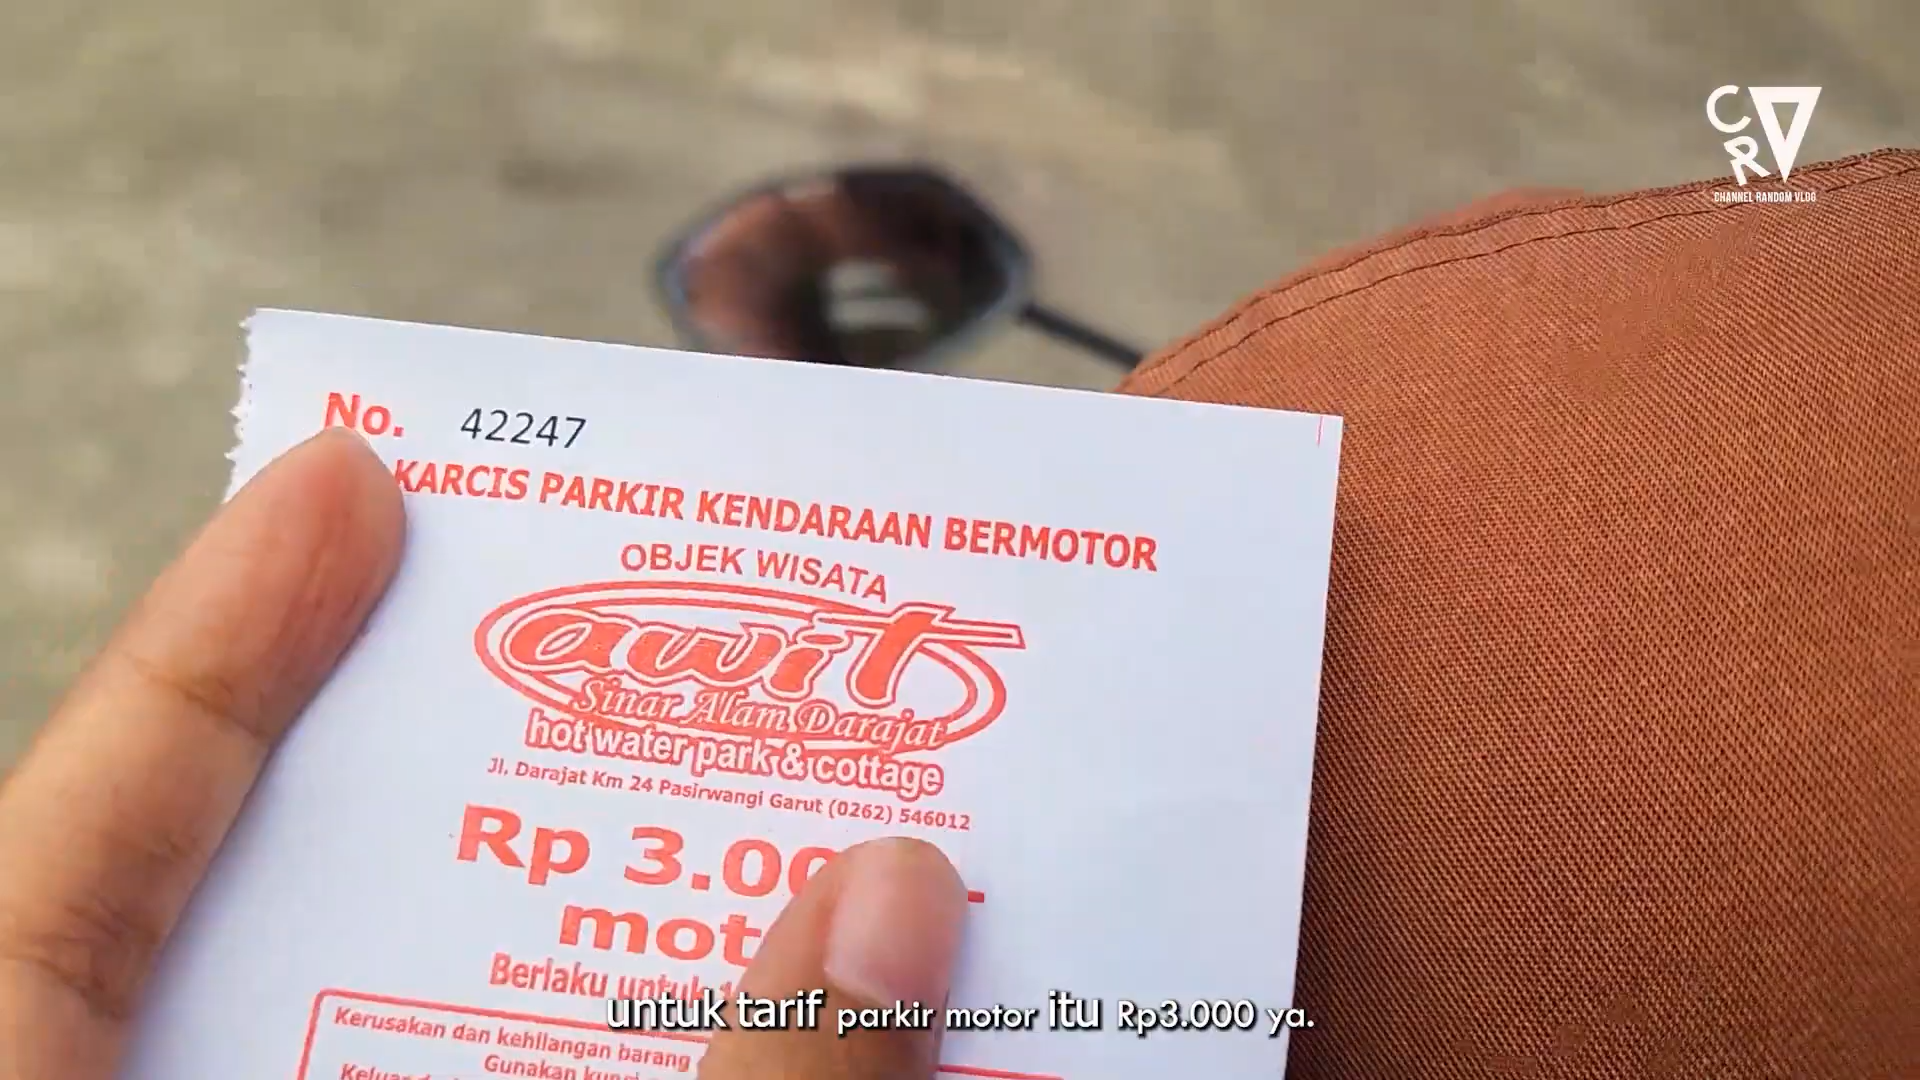 CRV
CHANNEL RANDOM VLOG
No. 42247
KARCIS PARKIR KENDARAAN BERMOTOR
OBJEK WISATA
awit
Sinar Alam Darajat
hot water park & cottage
Jl. Darajat Km 24 Pasirwangi Garut (0262) 546012
Rp 3.00
mot
Berlaku untuk
untuk tarif parkir motor itu Rp3.000 ya.
Kerusakan dan kehilangan barang
Gunakan kunci